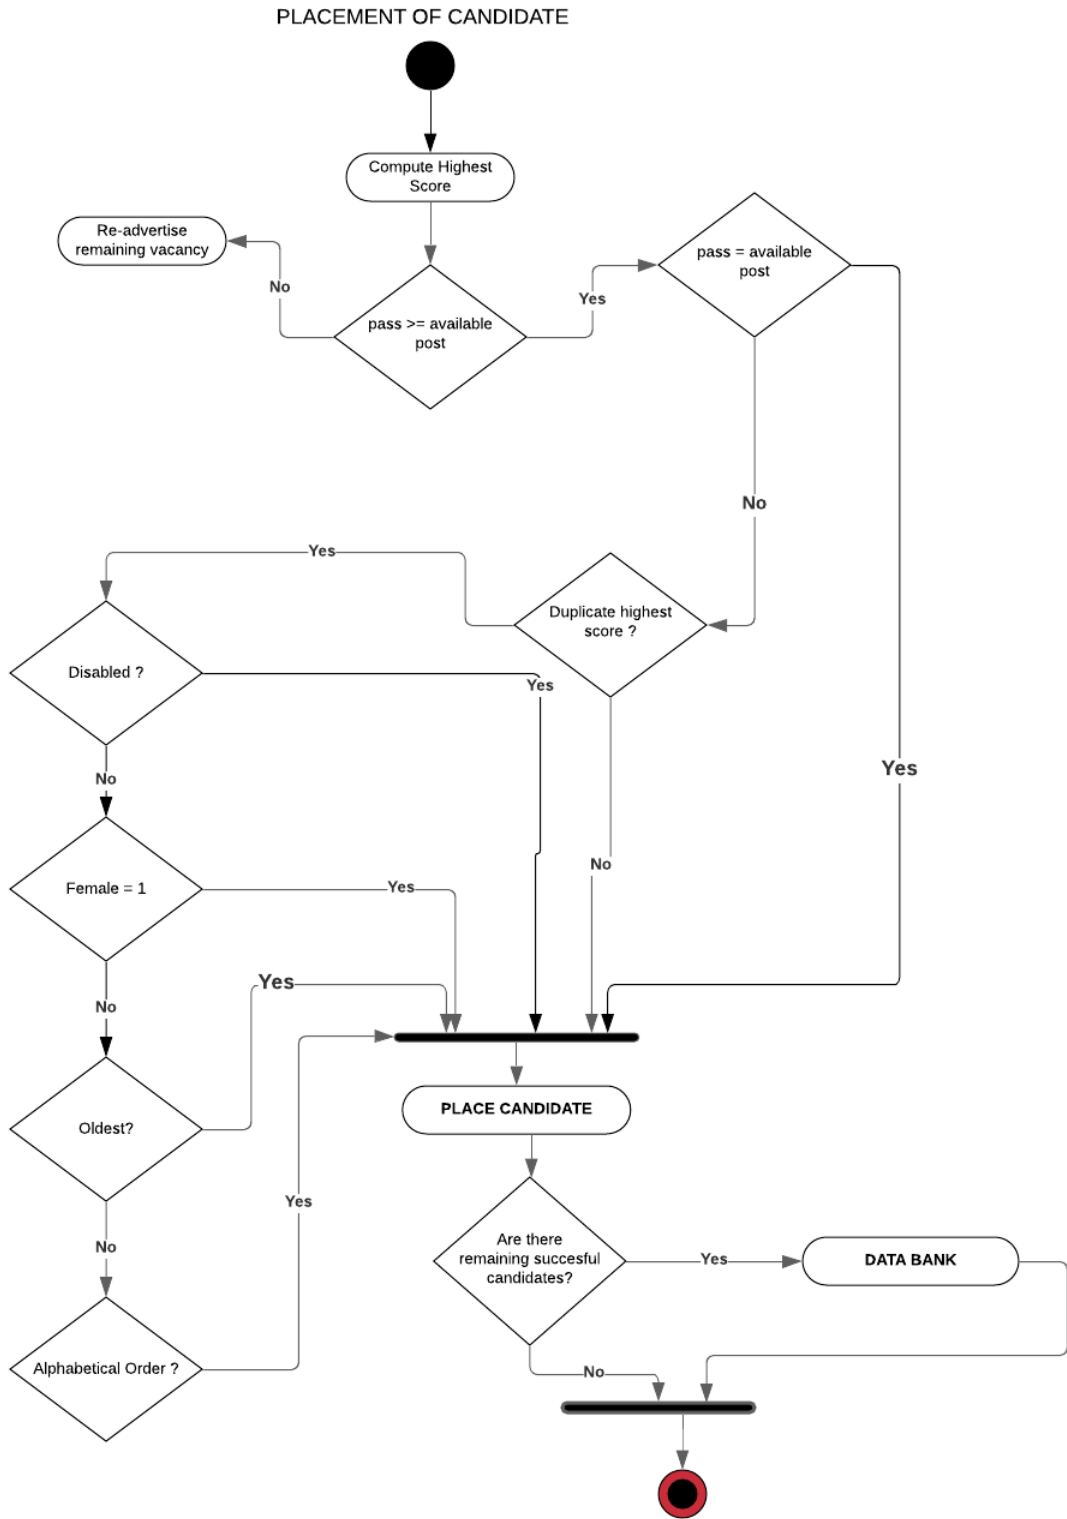 PLACEMENT OF CANDIDATE
Compute Highest
Score
Re-advertise
remaining vacancy
No
pass >= available
post
Yes
pass = available
post
No
Yes
Duplicate highest
score ?
Yes
No
Disabled ?
Yes
No
Female = 1
Yes
No
Oldest?
Yes
No
Alphabetical Order ?
Yes
PLACE CANDIDATE
Are there
remaining succesful
candidates?
Yes
DATA BANK
No